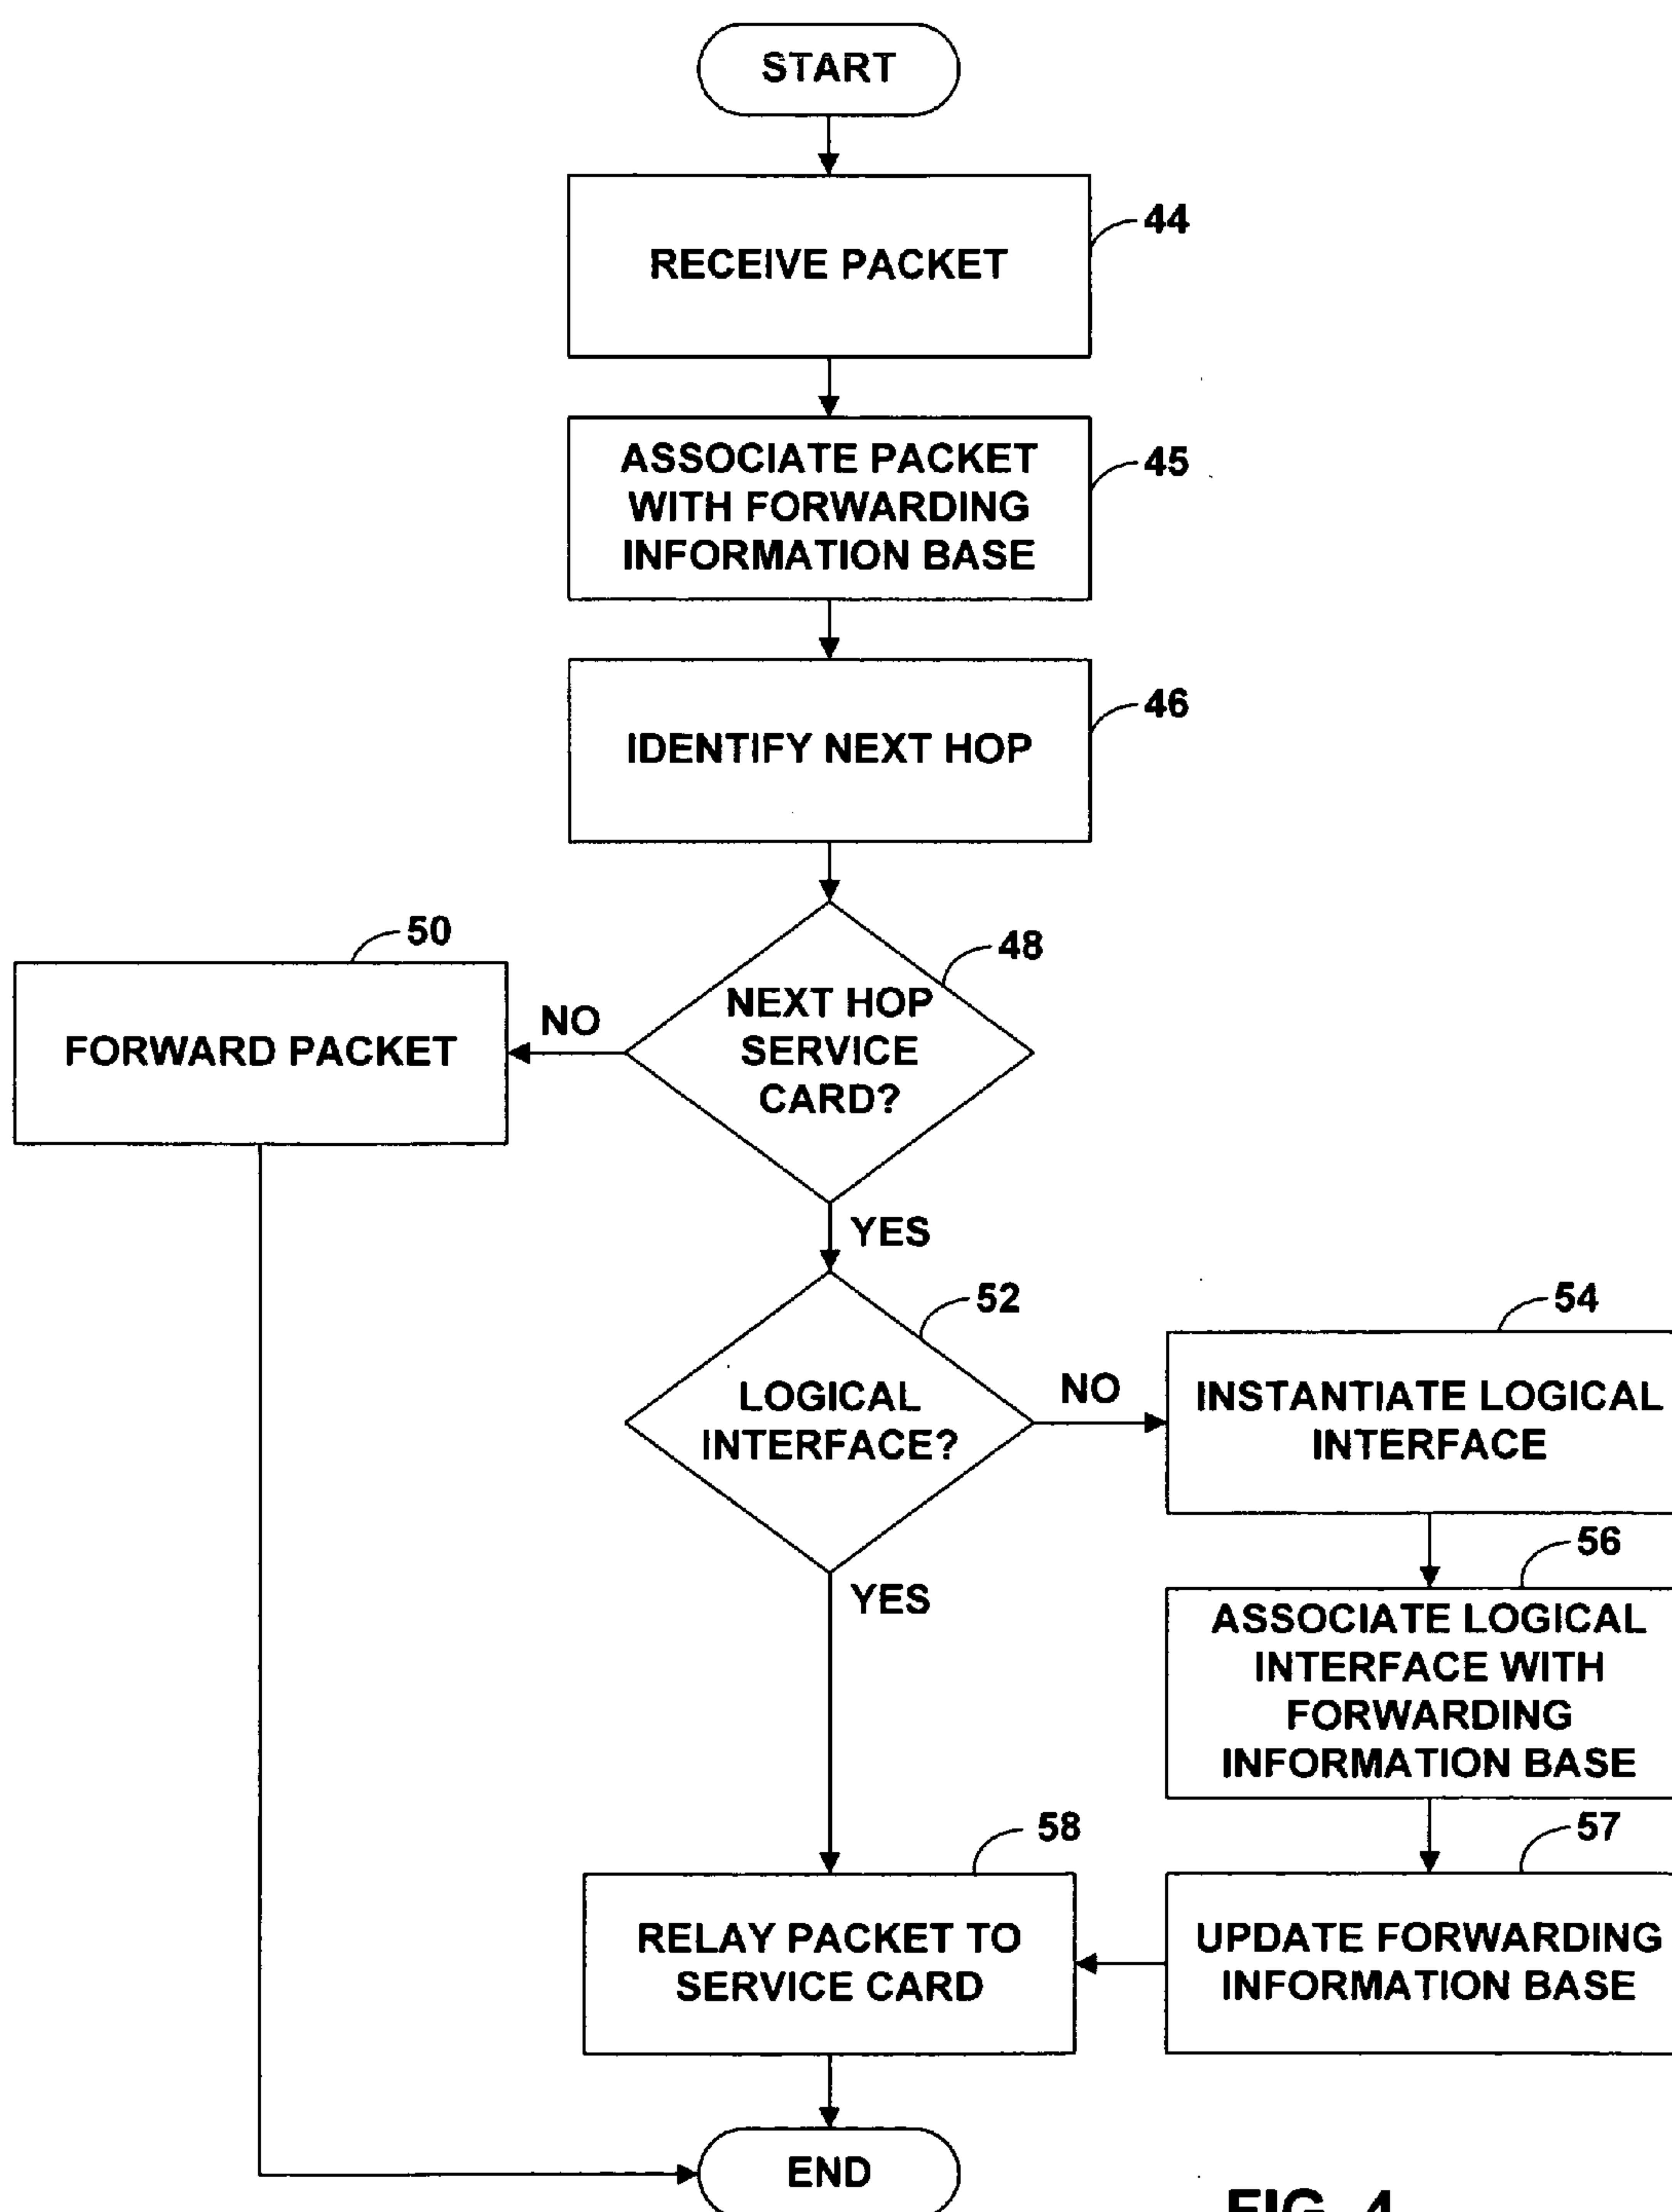 START
RECEIVE PACKET
44
ASSOCIATE PACKET
WITH FORWARDING
INFORMATION BASE
45
IDENTIFY NEXT HOP
46
NEXT HOP
SERVICE
CARD?
48
NO
50
FORWARD PACKET
YES
LOGICAL
INTERFACE?
52
NO
54
INSTANTIATE LOGICAL
INTERFACE
56
ASSOCIATE LOGICAL
INTERFACE WITH
FORWARDING
INFORMATION BASE
57
UPDATE FORWARDING
INFORMATION BASE
YES
58
RELAY PACKET TO
SERVICE CARD
END
FIG. 4